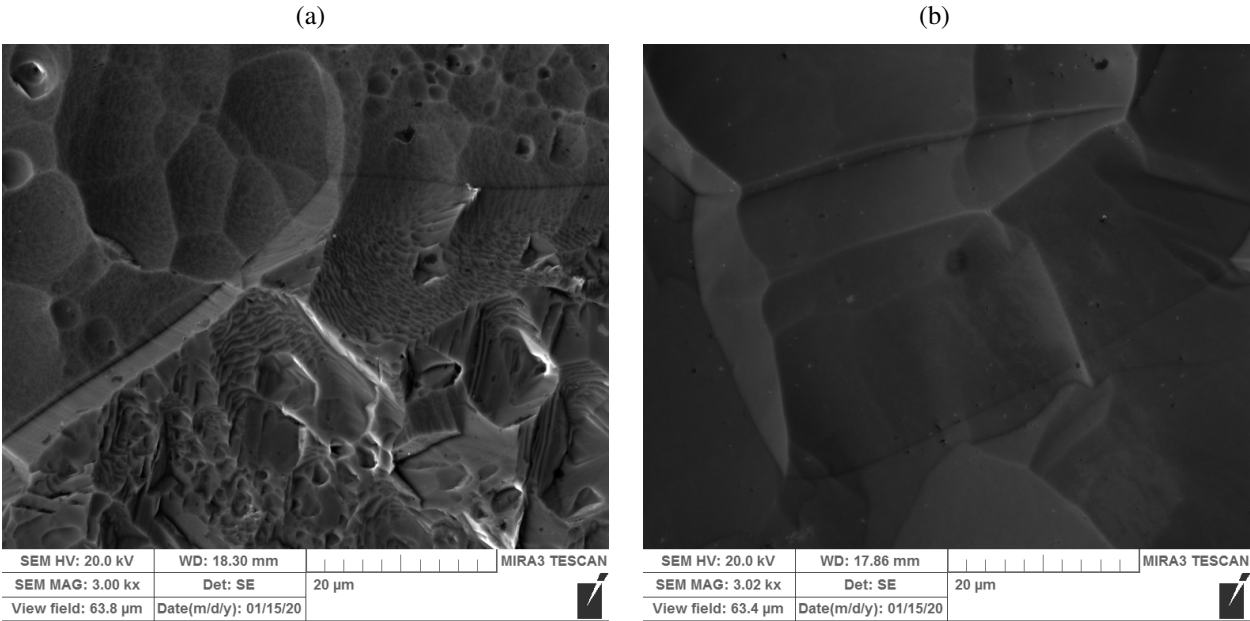 (a)
(b)
SEM HV: 20.0 kV WD: 18.30 mm MIRA3 TESCAN
SEM MAG: 3.00 kx Det: SE 20 µm
View field: 63.8 µm Date(m/d/y): 01/15/20
SEM HV: 20.0 kV WD: 17.86 mm MIRA3 TESCAN
SEM MAG: 3.02 kx Det: SE 20 µm
View field: 63.4 µm Date(m/d/y): 01/15/20